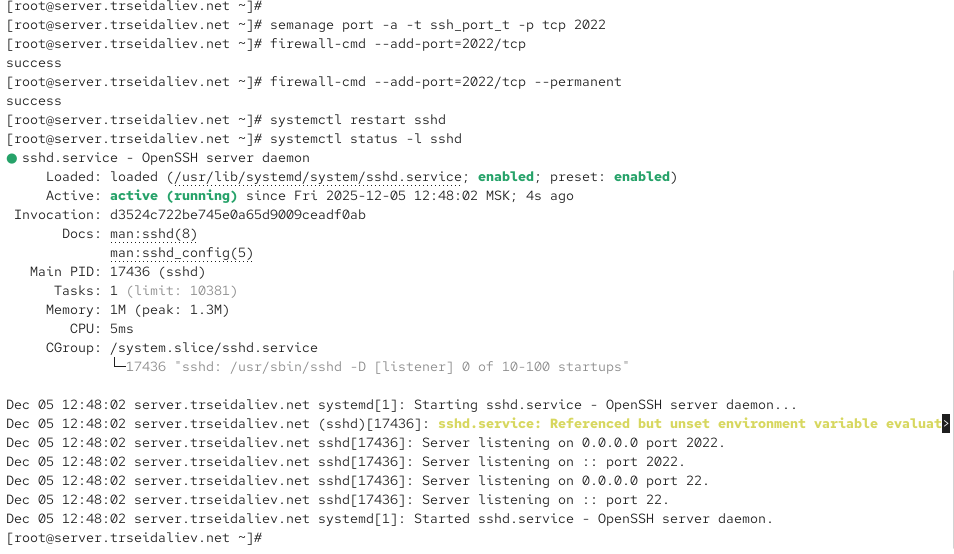 [root@server.trseidaliev.net ~]#
[root@server.trseidaliev.net ~]# semanage port -a -t ssh_port_t -p tcp 2022
[root@server.trseidaliev.net ~]# firewall-cmd --add-port=2022/tcp
success
[root@server.trseidaliev.net ~]# firewall-cmd --add-port=2022/tcp --permanent
success
[root@server.trseidaliev.net ~]# systemctl restart sshd
[root@server.trseidaliev.net ~]# systemctl status -l sshd
● sshd.service - OpenSSH server daemon
     Loaded: loaded (/usr/lib/systemd/system/sshd.service; enabled; preset: enabled)
     Active: active (running) since Fri 2025-12-05 12:48:02 MSK; 4s ago
 Invocation: d3524c722be745e0a65d9009ceadf0ab
       Docs: man:sshd(8)
             man:sshd_config(5)
   Main PID: 17436 (sshd)
      Tasks: 1 (limit: 10381)
     Memory: 1M (peak: 1.3M)
        CPU: 5ms
     CGroup: /system.slice/sshd.service
             └─17436 "sshd: /usr/sbin/sshd -D [listener] 0 of 10-100 startups"
Dec 05 12:48:02 server.trseidaliev.net systemd[1]: Starting sshd.service - OpenSSH server daemon...
Dec 05 12:48:02 server.trseidaliev.net (sshd)[17436]: sshd.service: Referenced but unset environment variable evaluat>
Dec 05 12:48:02 server.trseidaliev.net sshd[17436]: Server listening on 0.0.0.0 port 2022.
Dec 05 12:48:02 server.trseidaliev.net sshd[17436]: Server listening on :: port 2022.
Dec 05 12:48:02 server.trseidaliev.net sshd[17436]: Server listening on 0.0.0.0 port 22.
Dec 05 12:48:02 server.trseidaliev.net sshd[17436]: Server listening on :: port 22.
Dec 05 12:48:02 server.trseidaliev.net systemd[1]: Started sshd.service - OpenSSH server daemon.
[root@server.trseidaliev.net ~]#